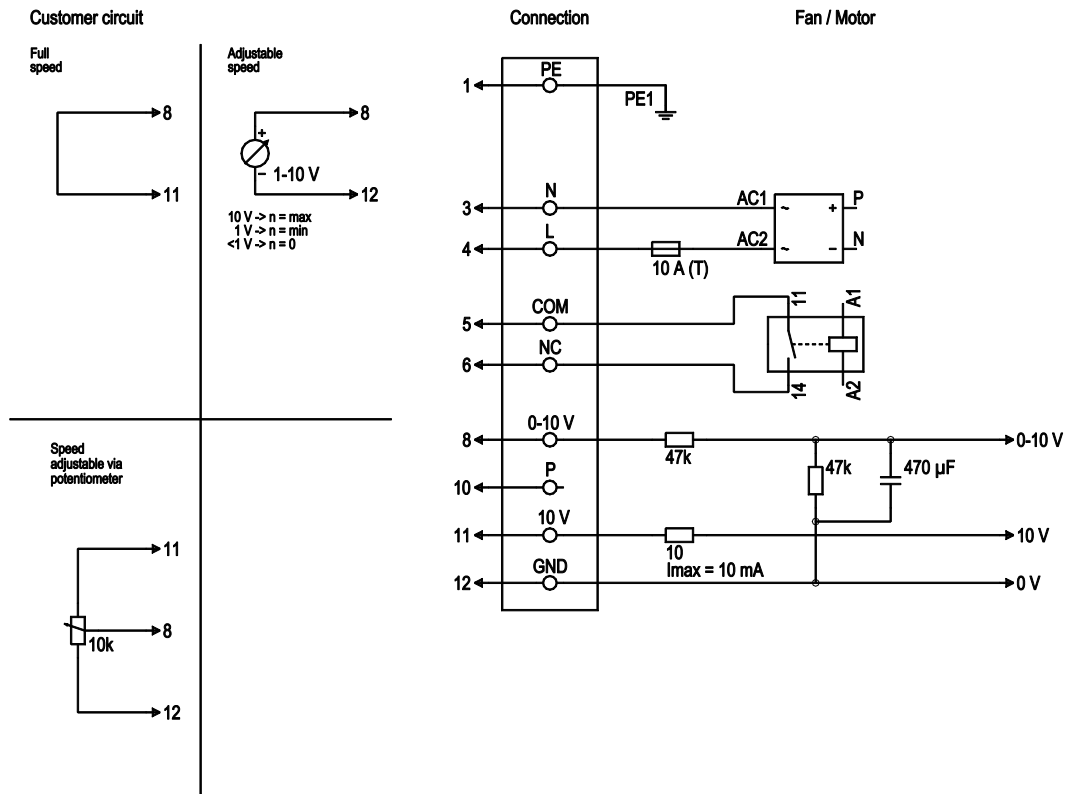 Customer circuit
Connection
Fan / Motor
Full
speed
8
11
Adjustable
speed
8
+
–
1-10 V
12
10 V -> n = max
1 V -> n = min
<1 V -> n = 0
Speed
adjustable via
potentiometer
11
8
10k
12
1
PE
PE1
3
N
AC1
~
+
P
4
L
10 A (T)
AC2
~
–
N
5
COM
11
A1
6
NC
14
A2
8
0-10 V
47k
47k
470 µF
0-10 V
10
P
11
10 V
10
Imax = 10 mA
10 V
12
GND
0 V